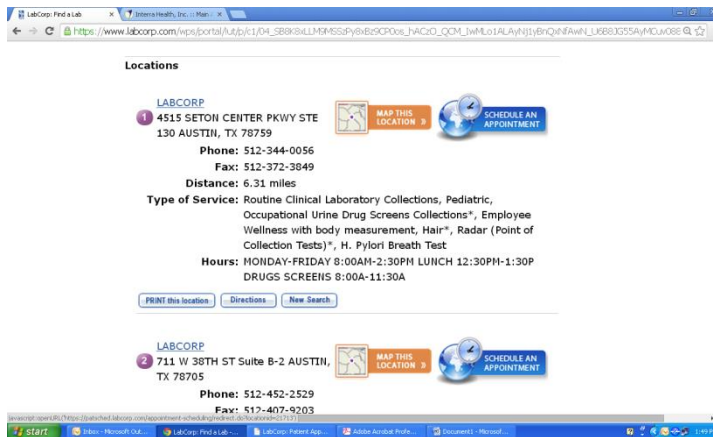 LabCorp: Find a Lab
Interra Health, Inc. :: Main
https://www.labcorp.com/wps/portal/
Locations
1
LABCORP
4515 SETON CENTER PKWY STE
130 AUSTIN, TX 78759
MAP THIS
LOCATION »
SCHEDULE AN
APPOINTMENT
Phone: 512-344-0056
Fax: 512-372-3849
Distance: 6.31 miles
Type of Service: Routine Clinical Laboratory Collections, Pediatric,
Occupational Urine Drug Screens Collections*, Employee
Wellness with body measurement, Hair*, Radar (Point of
Collection Tests)*, H. Pylori Breath Test
Hours: MONDAY-FRIDAY 8:00AM-2:30PM LUNCH 12:30PM-1:30P
DRUGS SCREENS 8:00A-11:30A
PRINT this location Directions New Search
2
LABCORP
711 W 38TH ST Suite B-2 AUSTIN,
TX 78705
MAP THIS
LOCATION »
SCHEDULE AN
APPOINTMENT
Phone: 512-452-2529
Fax: 512-407-9203
start
Inbox - Microsoft Out...
LabCorp: Find a Lab -...
LabCorp: Patient App...
Adobe Acrobat Profe...
Document1 - Microsof...